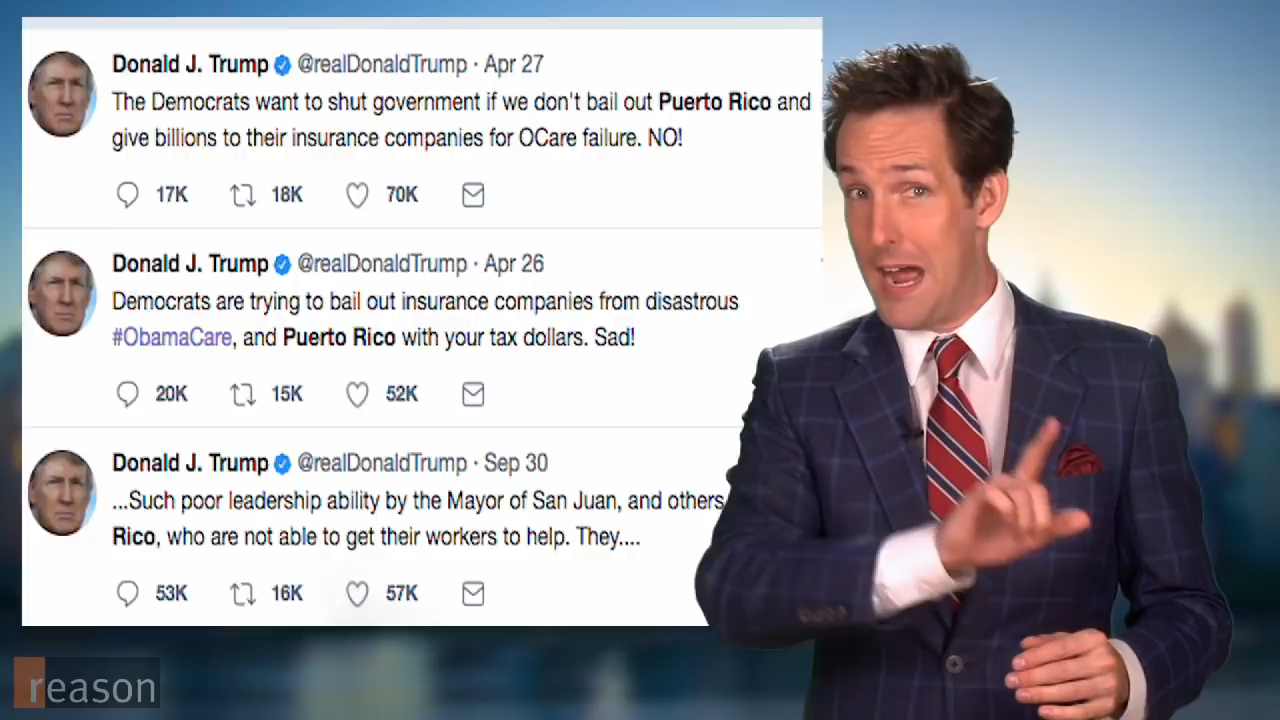 Donald J. Trump @realDonaldTrump · Apr 27
The Democrats want to shut government if we don't bail out Puerto Rico and
give billions to their insurance companies for OCare failure. NO!
17K 18K 70K
Donald J. Trump @realDonaldTrump · Apr 26
Democrats are trying to bail out insurance companies from disastrous
#ObamaCare, and Puerto Rico with your tax dollars. Sad!
20K 15K 52K
Donald J. Trump @realDonaldTrump · Sep 30
...Such poor leadership ability by the Mayor of San Juan, and others
Rico, who are not able to get their workers to help. They....
53K 16K 57K
reason